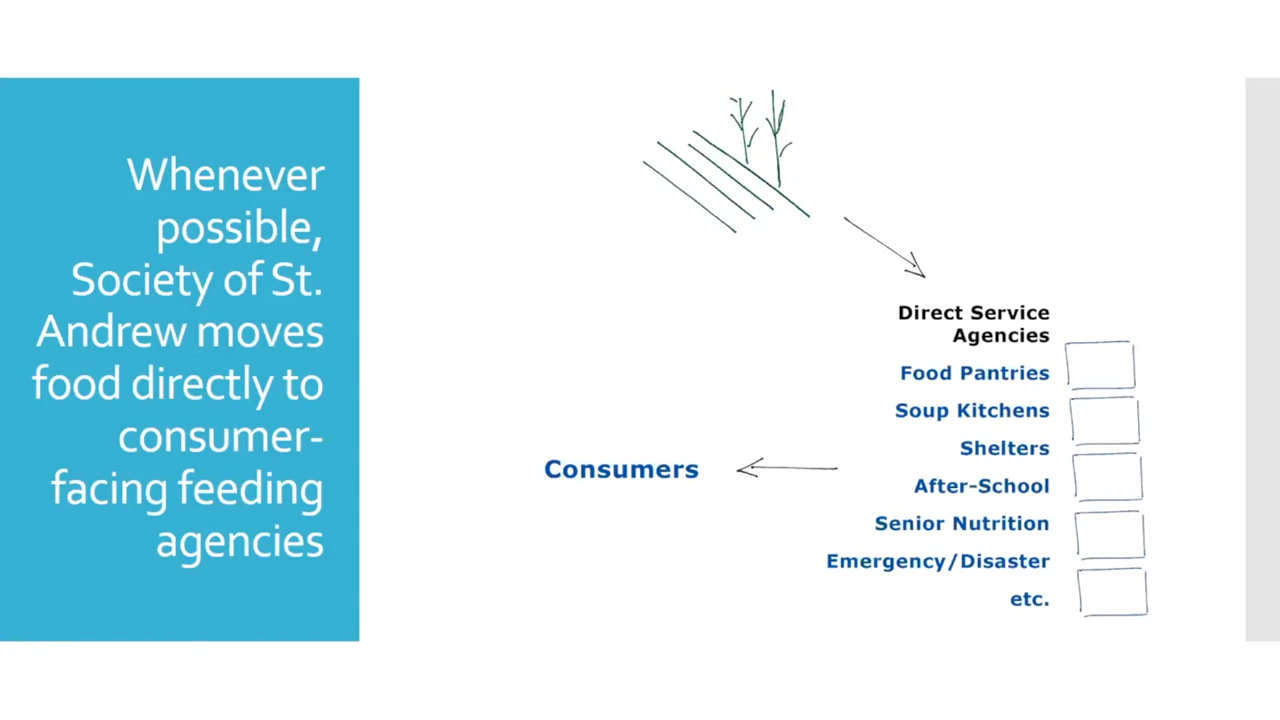 Whenever
possible,
Society of St.
Andrew moves
food directly to
consumer-
facing feeding
agencies
Direct Service
Agencies
Food Pantries
Soup Kitchens
Shelters
After-School
Senior Nutrition
Emergency/Disaster
etc.
Consumers